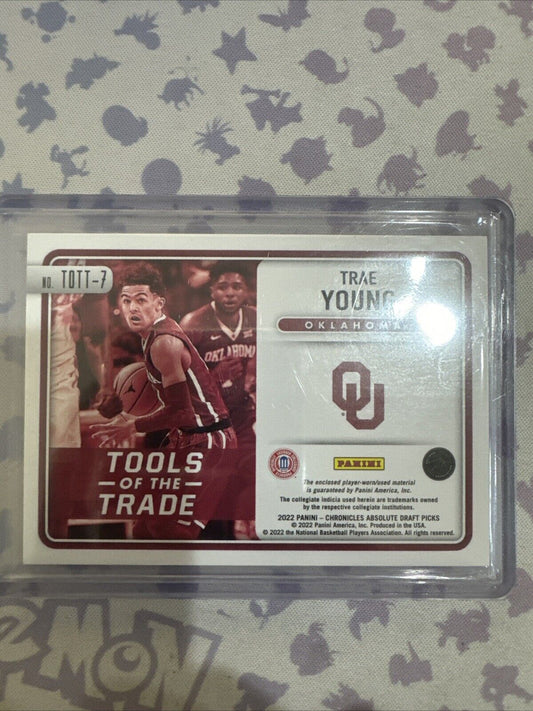 NO. TOTT-7
TRAE
YOUNG
OKLAHOMA
OKLAHOMA
OU
TOOLS
OF THE
TRADE
PANINI
The enclosed player-worn/used material
is guaranteed by Panini America, Inc.
The collegiate indicia used herein are trademarks owned
by the respective collegiate institutions.
2022 PANINI – CHRONICLES ABSOLUTE DRAFT PICKS
© 2022 Panini America, Inc. Produced in the USA.
© 2022 the National Basketball Players Association. All rights reserved.